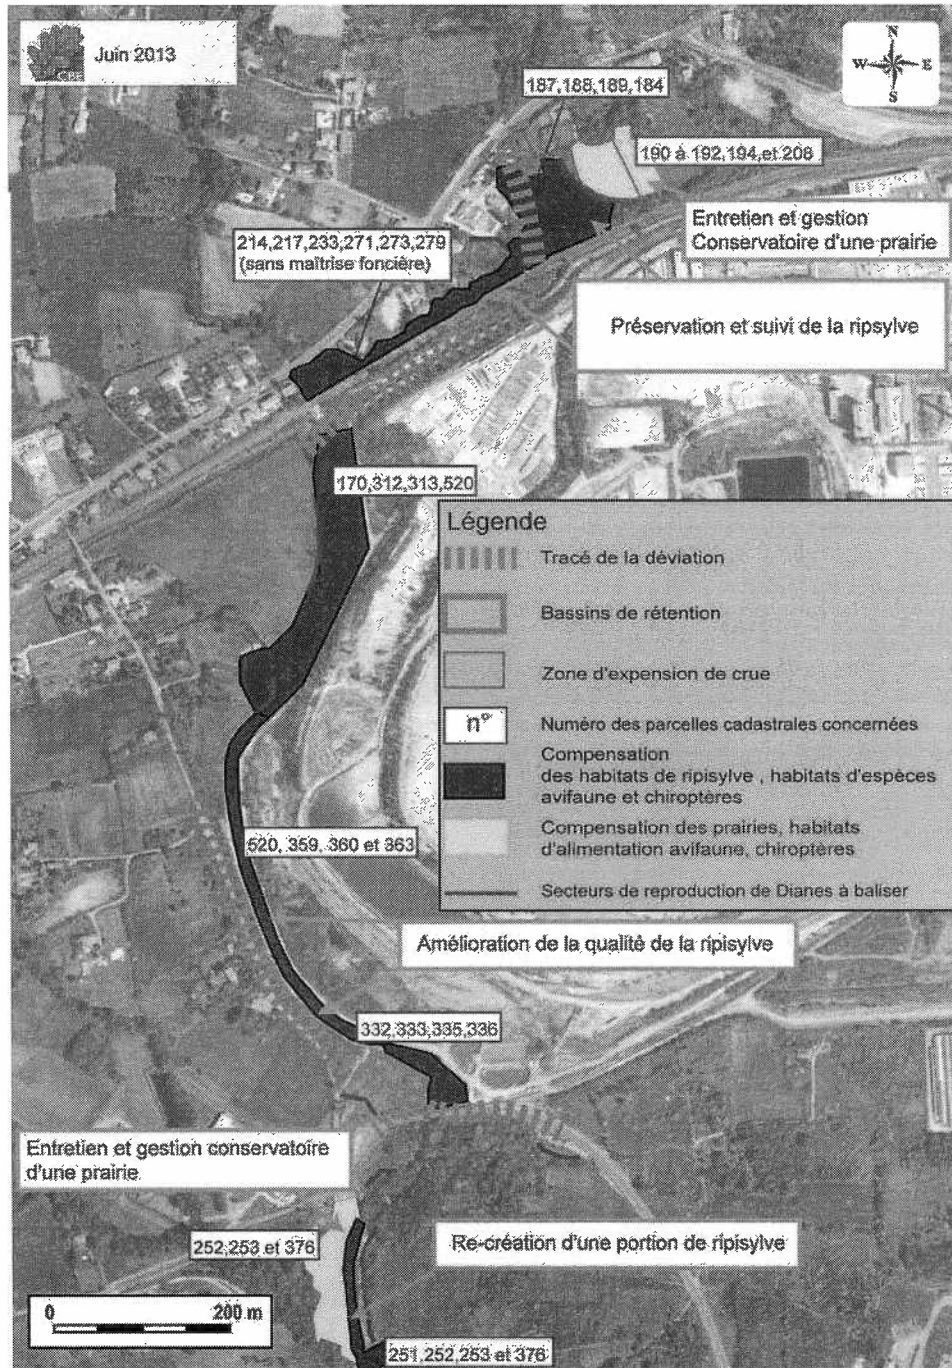 CBE
Juin 2013
N
W E
S
187,188,189,184
190 à 192,194,et 208
Entretien et gestion
Conservatoire d'une prairie
214,217,233,271,273,279
(sans maîtrise foncière)
Préservation et suivi de la ripsylve
170,312,313,520
Légende
Tracé de la déviation
Bassins de rétention
Zone d'expension de crue
n° Numéro des parcelles cadastrales concernées
Compensation
des habitats de ripisylve , habitats d'espèces
avifaune et chiroptères
Compensation des prairies, habitats
d'alimentation avifaune, chiroptères
Secteurs de reproduction de Dianes à baliser
520, 359, 360 et 363
Amélioration de la qualité de la ripisylve
332,333,335,336
Entretien et gestion conservatoire
d'une prairie
252,253 et 376
Re-création d'une portion de ripisylve
0 200 m
251,252,253 et 376